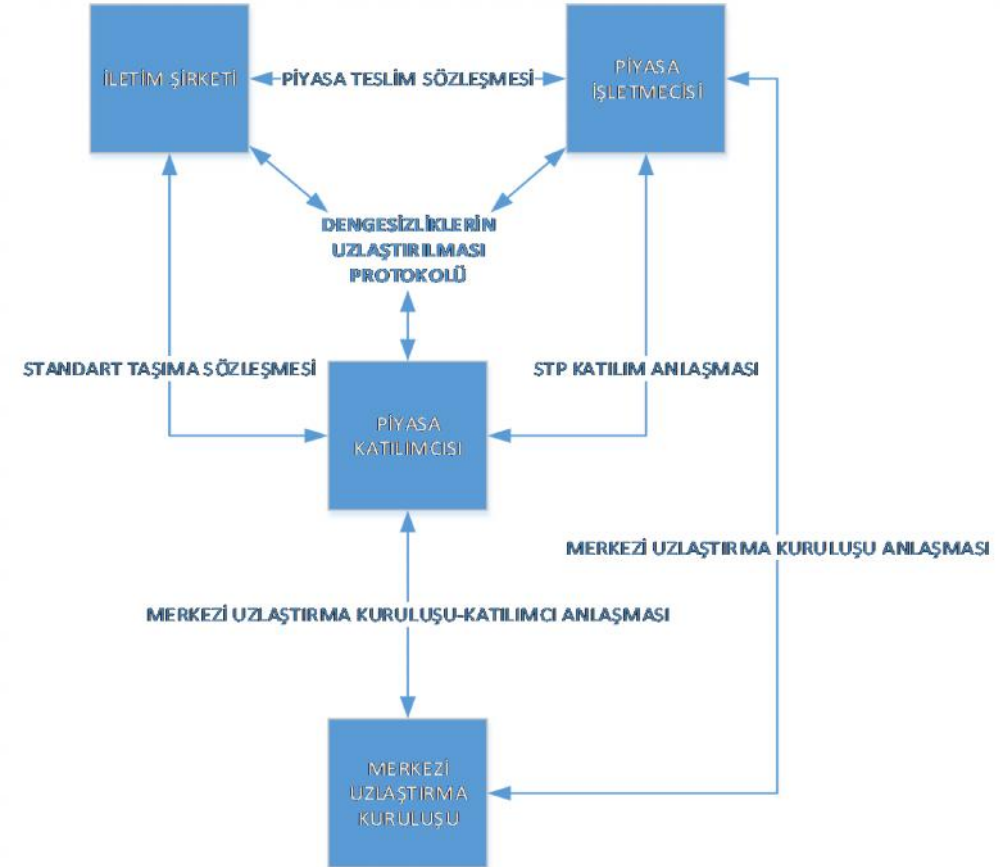 İLETİM ŞİRKETİ
PİYASA TESLİM SÖZLEŞMESİ
PİYASA
İŞLETMECİSİ
DENGESİZLİKLERİN
UZLAŞTIRILMASI
PROTOKOLÜ
STANDART TAŞIMA SÖZLEŞMESİ
STP KATILIM ANLAŞMASI
PİYASA
KATILIMCISI
MERKEZİ UZLAŞTIRMA KURULUŞU ANLAŞMASI
MERKEZİ UZLAŞTIRMA KURULUŞU-KATILIMCI ANLAŞMASI
MERKEZİ
UZLAŞTIRMA
KURULUŞU